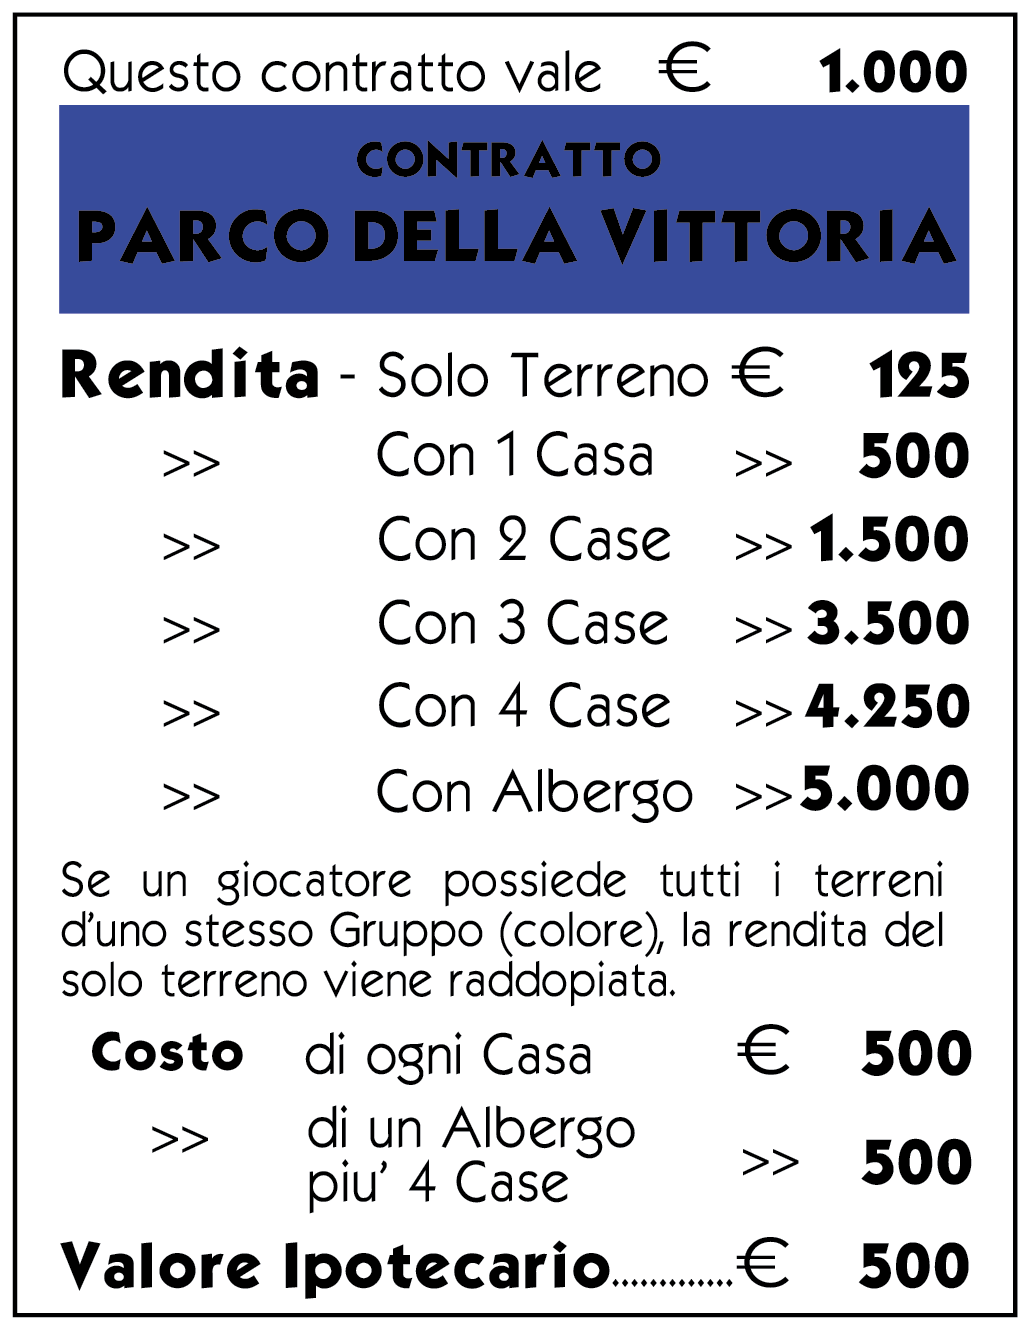 Questo contratto vale € 1.000
CONTRATTO
PARCO DELLA VITTORIA
Rendita - Solo Terreno € 125
>> Con 1 Casa >> 500
>> Con 2 Case >> 1.500
>> Con 3 Case >> 3.500
>> Con 4 Case >> 4.250
>> Con Albergo >> 5.000
Se un giocatore possiede tutti i terreni
d'uno stesso Gruppo (colore), la rendita del
solo terreno viene raddopiata.
Costo di ogni Casa € 500
>> di un Albergo
piu' 4 Case >> 500
Valore Ipotecario.............€ 500